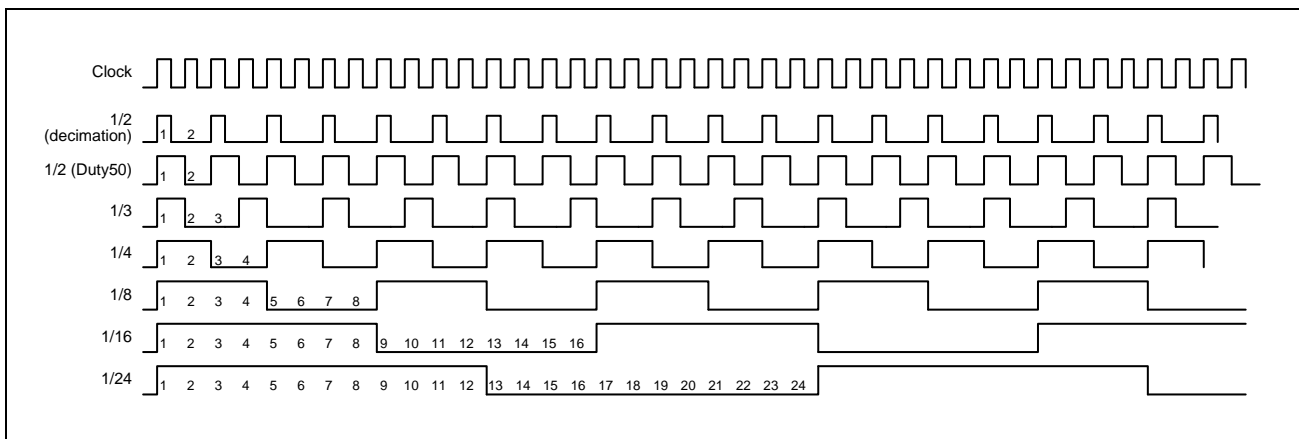 Clock
1/2
(decimation) 1 2
1/2 (Duty50) 1 2
1/3 1 2 3
1/4 1 2 3 4
1/8 1 2 3 4 5 6 7 8
1/16 1 2 3 4 5 6 7 8 9 10 11 12 13 14 15 16
1/24 1 2 3 4 5 6 7 8 9 10 11 12 13 14 15 16 17 18 19 20 21 22 23 24